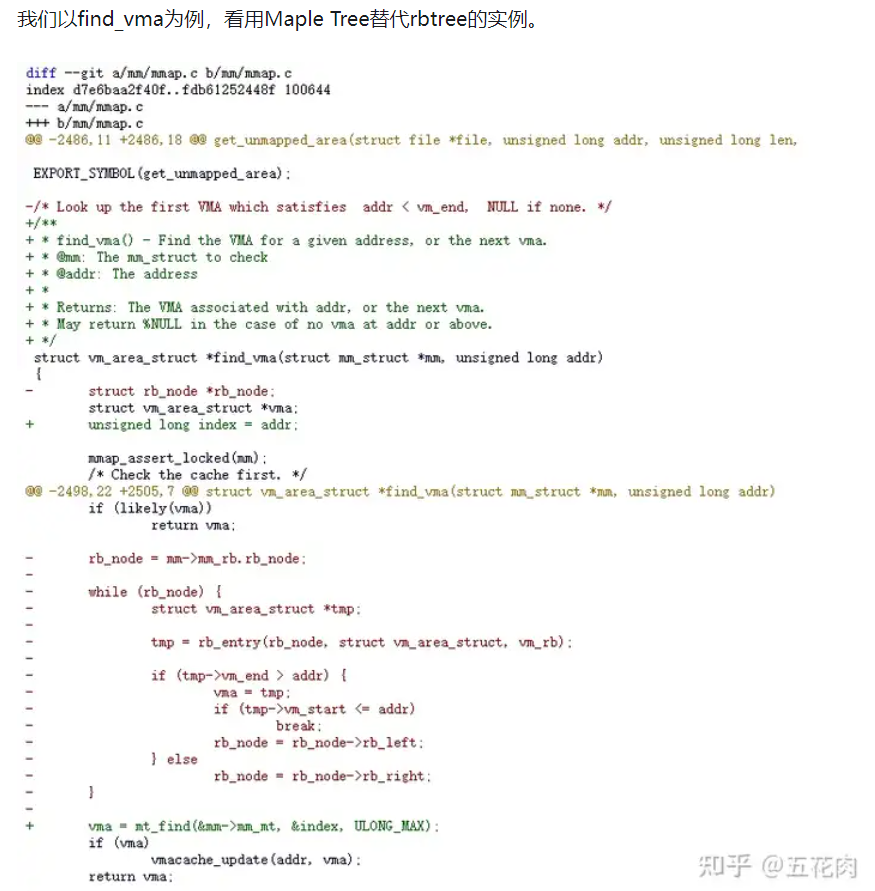 我们以find_vma为例，看用Maple Tree替代rbtree的实例。
diff --git a/mm/mmap.c b/mm/mmap.c
index d7e6baa2f40f..fdb61252448f 100644
--- a/mm/mmap.c
+++ b/mm/mmap.c
@@ -2486,11 +2486,18 @@ get_unmapped_area(struct file *file, unsigned long addr, unsigned long len,
 EXPORT_SYMBOL(get_unmapped_area);
-/* Look up the first VMA which satisfies  addr < vm_end,  NULL if none. */
+/**
+ * find_vma() - Find the VMA for a given address, or the next vma.
+ * @mm: The mm_struct to check
+ * @addr: The address
+ *
+ * Returns: The VMA associated with addr, or the next vma.
+ * May return %NULL in the case of no vma at addr or above.
+ */
 struct vm_area_struct *find_vma(struct mm_struct *mm, unsigned long addr)
 {
-       struct rb_node *rb_node;
        struct vm_area_struct *vma;
+       unsigned long index = addr;
        mmap_assert_locked(mm);
        /* Check the cache first. */
@@ -2498,22 +2505,7 @@ struct vm_area_struct *find_vma(struct mm_struct *mm, unsigned long addr)
        if (likely(vma))
                return vma;
-       rb_node = mm->mm_rb.rb_node;
-
-       while (rb_node) {
-               struct vm_area_struct *tmp;
-
-               tmp = rb_entry(rb_node, struct vm_area_struct, vm_rb);
-
-               if (tmp->vm_end > addr) {
-                       vma = tmp;
-                       if (tmp->vm_start <= addr)
-                               break;
-                       rb_node = rb_node->rb_left;
-               } else
-                       rb_node = rb_node->rb_right;
-       }
-
+       vma = mt_find(&mm->mm_mt, &index, ULONG_MAX);
        if (vma)
                vmacache_update(addr, vma);
        return vma;
知乎 @五花肉